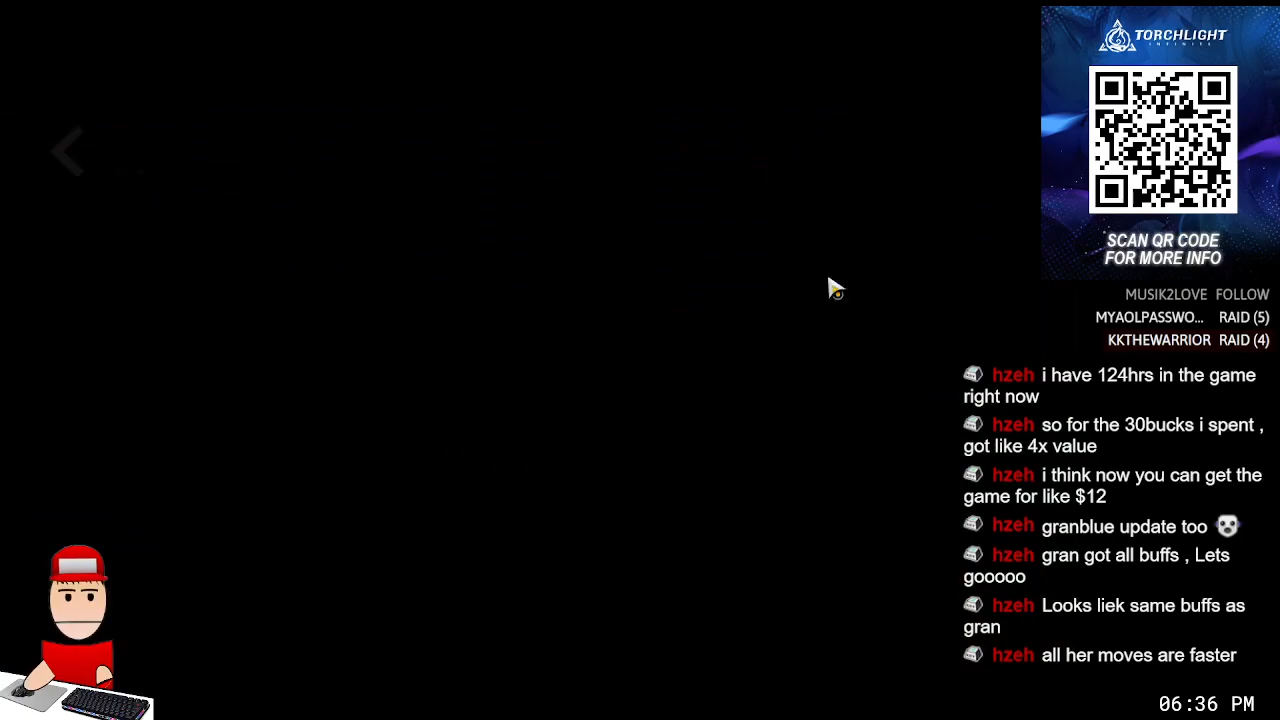 TORCHLIGHT
INFINITE
SCAN QR CODE
FOR MORE INFO
MUSIK2LOVE FOLLOW
MYAOLPASSWO... RAID (5)
KKTHEWARRIOR RAID (4)
hzeh i have 124hrs in the game
right now
hzeh so for the 30bucks i spent ,
got like 4x value
hzeh i think now you can get the
game for like $12
hzeh granblue update too
hzeh gran got all buffs , Lets
gooooo
hzeh Looks liek same buffs as
gran
hzeh all her moves are faster
06:36 PM